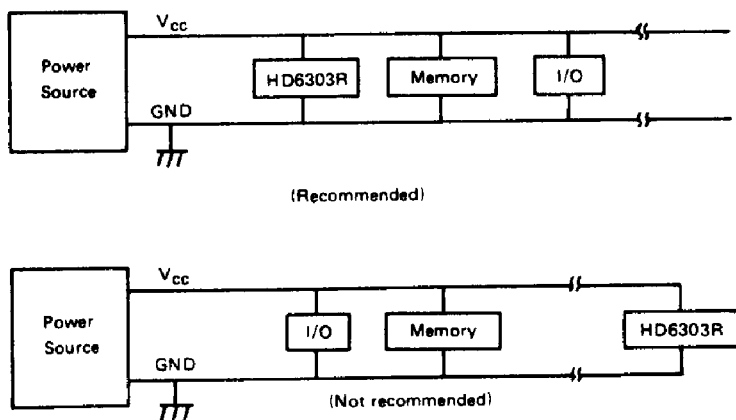 Vcc
Power
Source
HD6303R
Memory
I/O
GND
(Recommended)
Vcc
Power
Source
I/O
Memory
HD6303R
GND
(Not recommended)